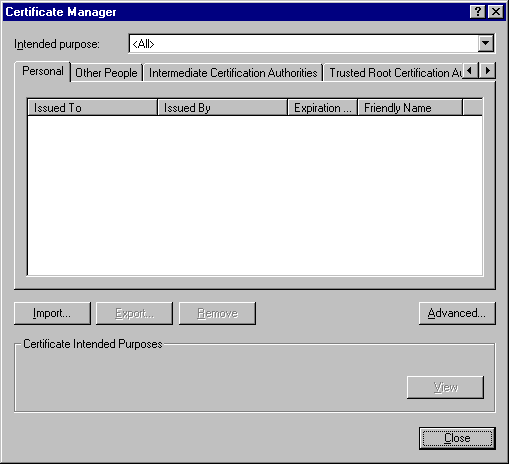 Certificate Manager
Intended purpose: <All>
Personal Other People Intermediate Certification Authorities Trusted Root Certification Au
Issued To Issued By Expiration ... Friendly Name
Import... Export... Remove Advanced...
Certificate Intended Purposes
View
Close